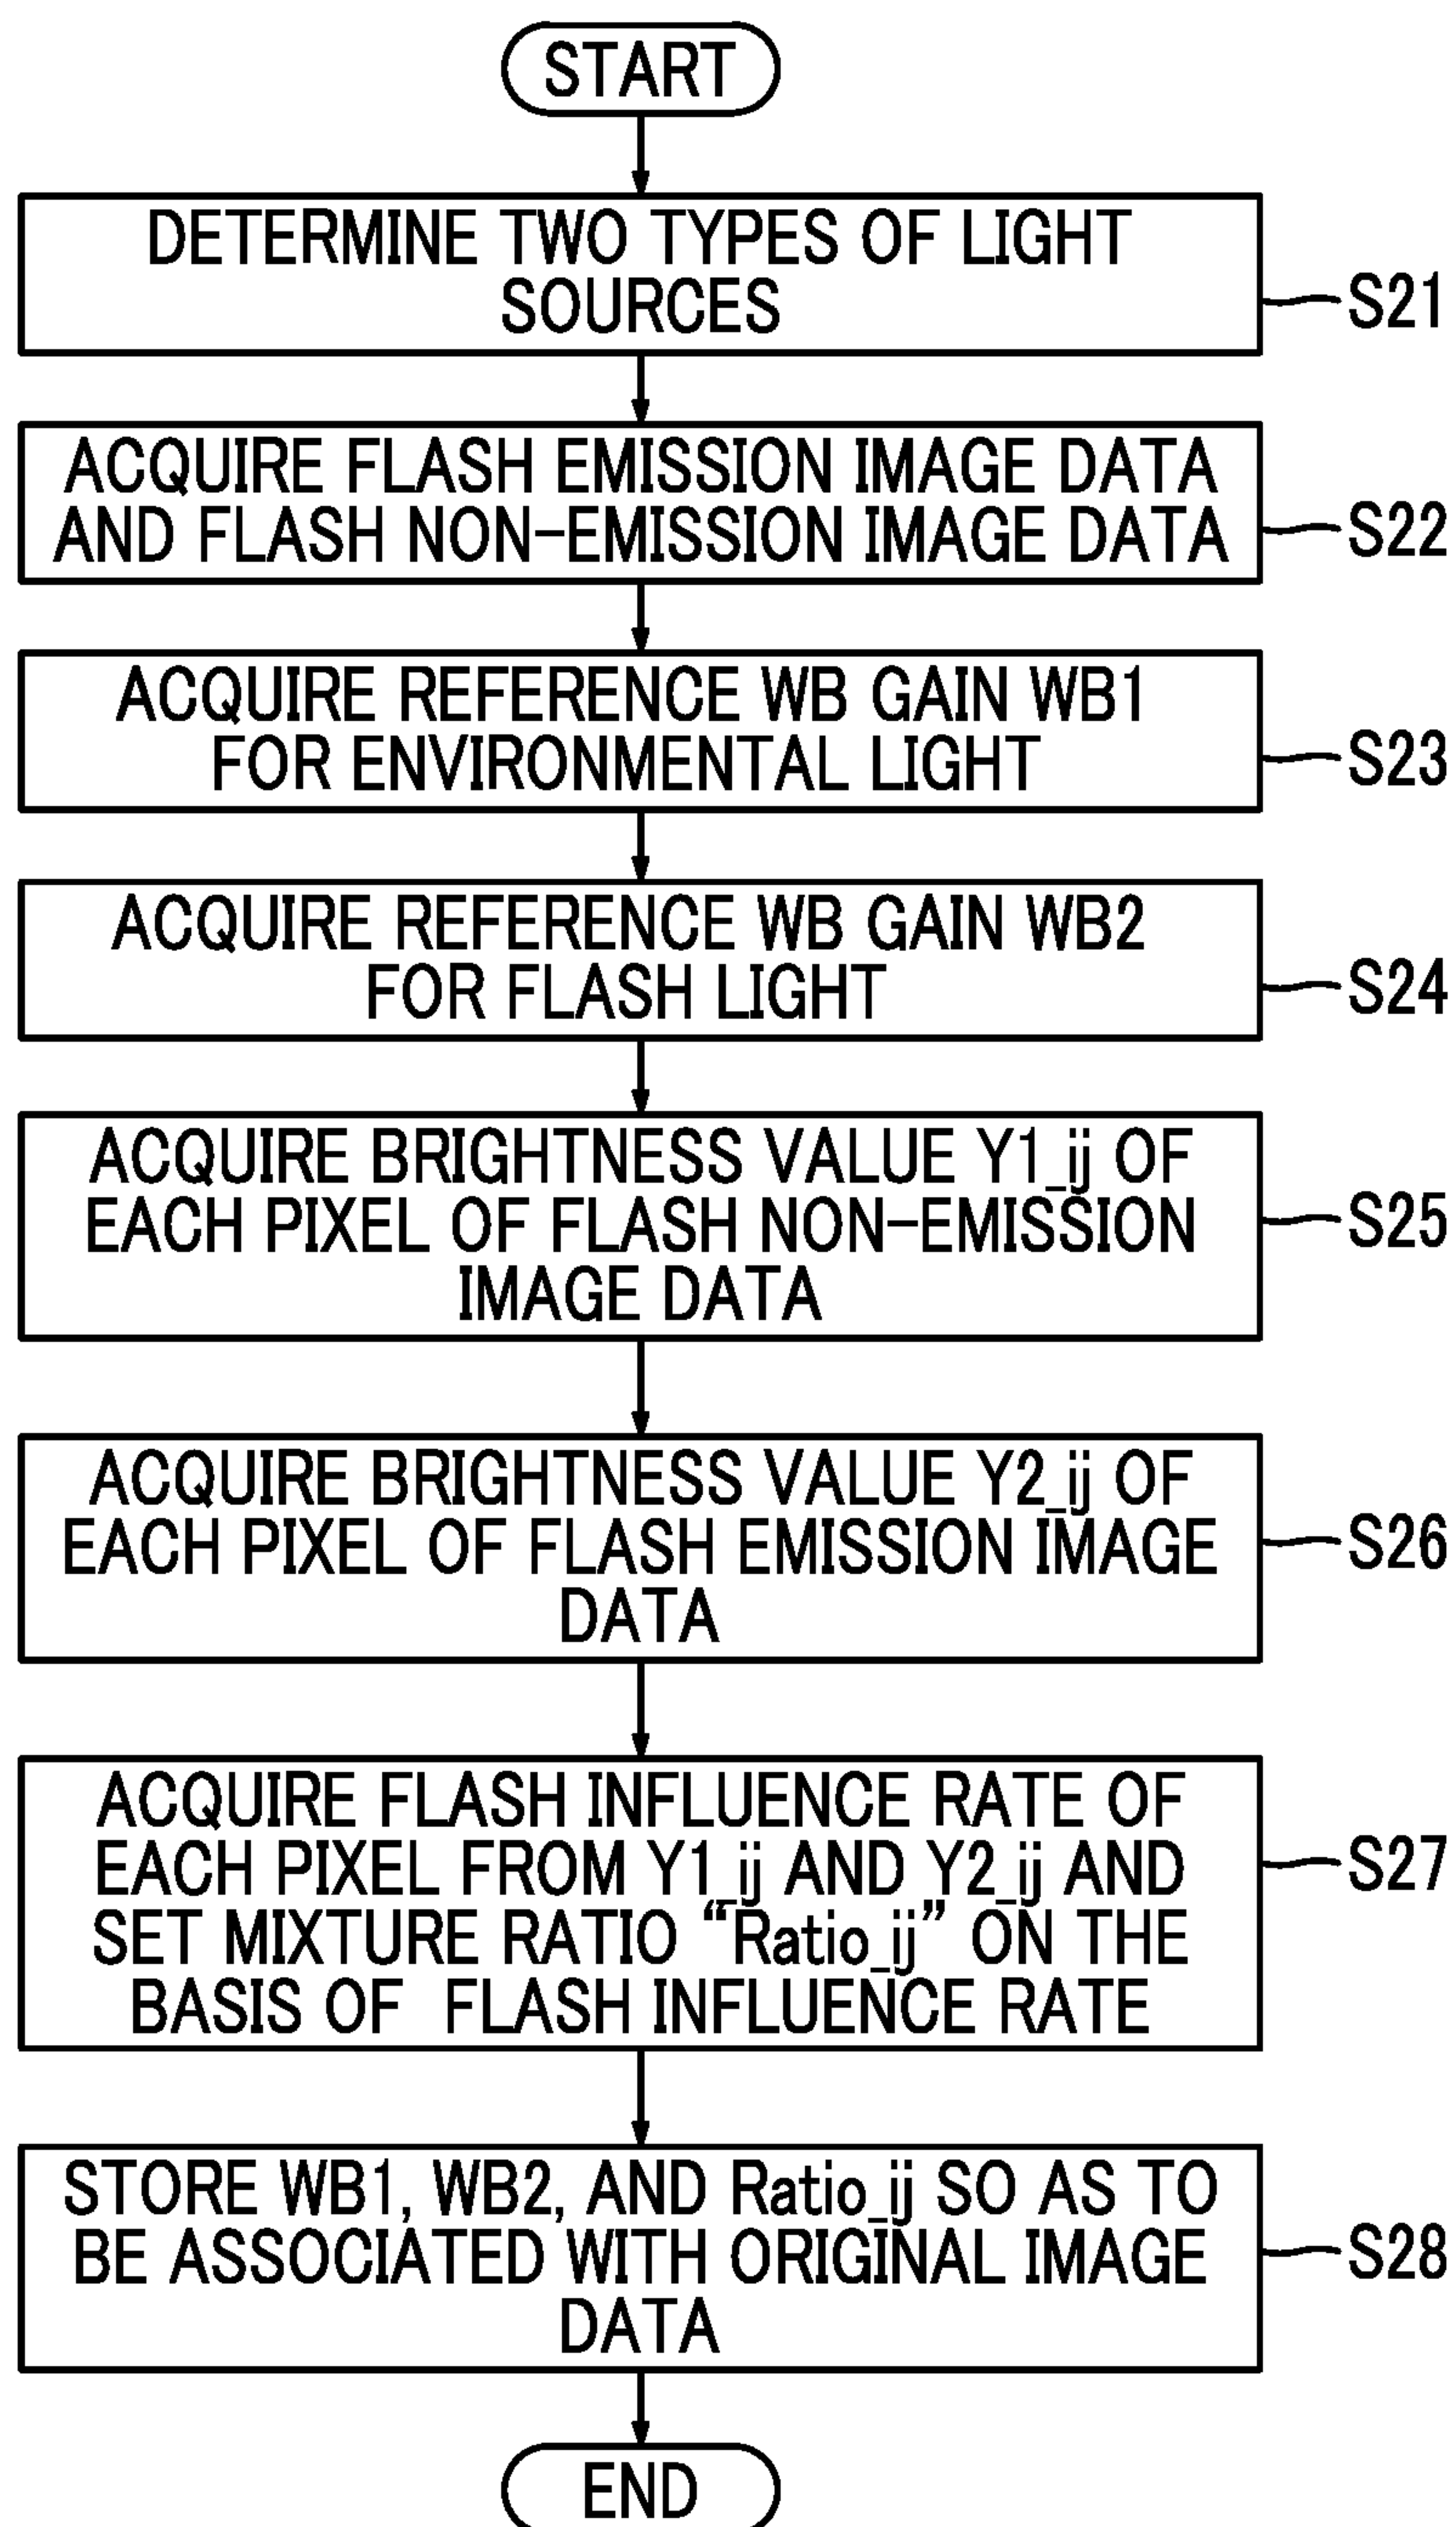 START
DETERMINE TWO TYPES OF LIGHT
SOURCES
S21
ACQUIRE FLASH EMISSION IMAGE DATA
AND FLASH NON-EMISSION IMAGE DATA
S22
ACQUIRE REFERENCE WB GAIN WB1
FOR ENVIRONMENTAL LIGHT
S23
ACQUIRE REFERENCE WB GAIN WB2
FOR FLASH LIGHT
S24
ACQUIRE BRIGHTNESS VALUE Y1_ij OF
EACH PIXEL OF FLASH NON-EMISSION
IMAGE DATA
S25
ACQUIRE BRIGHTNESS VALUE Y2_ij OF
EACH PIXEL OF FLASH EMISSION IMAGE
DATA
S26
ACQUIRE FLASH INFLUENCE RATE OF
EACH PIXEL FROM Y1_ij AND Y2_ij AND
SET MIXTURE RATIO “Ratio_ij” ON THE
BASIS OF FLASH INFLUENCE RATE
S27
STORE WB1, WB2, AND Ratio_ij SO AS TO
BE ASSOCIATED WITH ORIGINAL IMAGE
DATA
S28
END